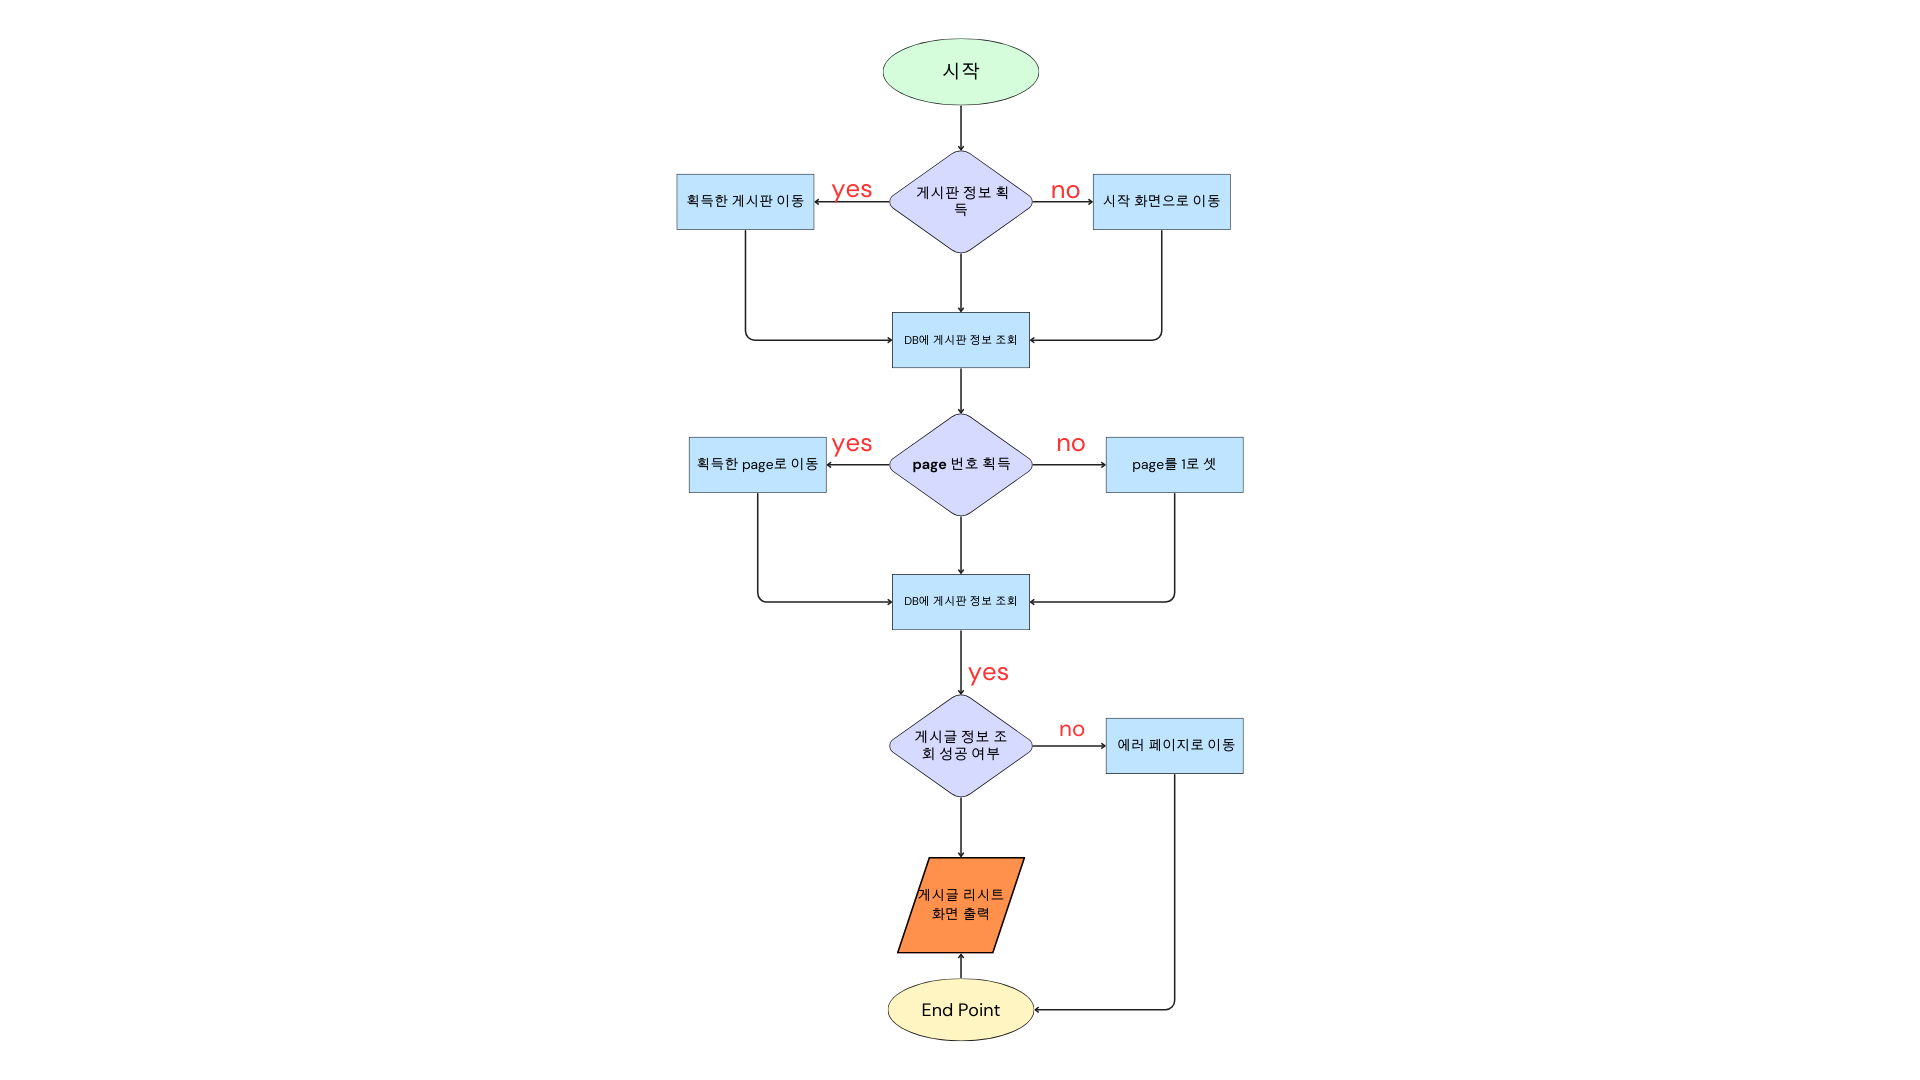 시작
획득한 게시판 이동
yes
게시판 정보 획
득
no
시작 화면으로 이동
DB에 게시판 정보 조회
획득한 page로 이동
yes
page 번호 획득
no
page를 1로 셋
DB에 게시판 정보 조회
yes
게시글 정보 조
회 성공 여부
no
에러 페이지로 이동
게시글 리시트
화면 출력
End Point